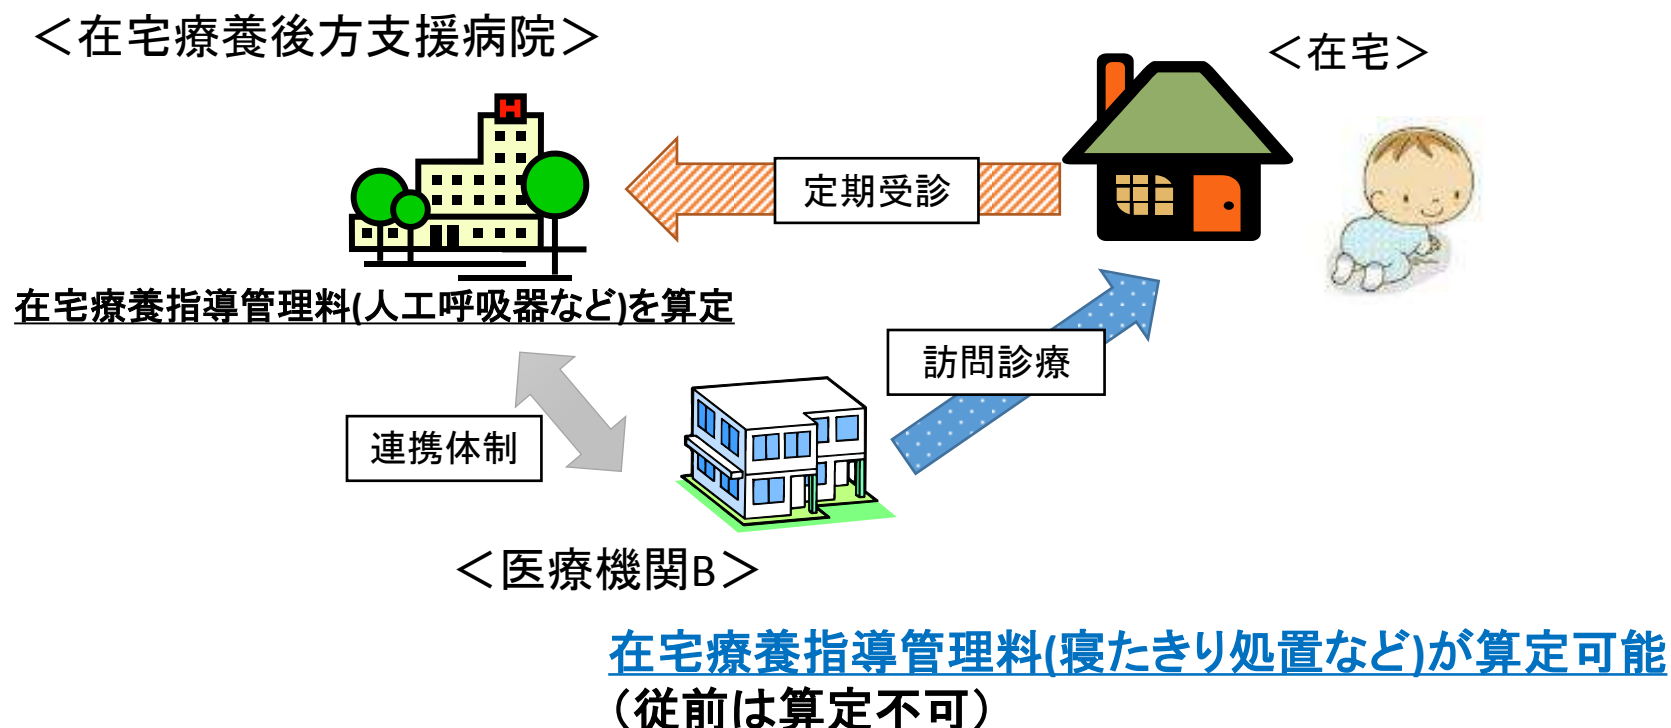 ＜在宅療養後方支援病院＞
＜在宅＞
H
定期受診
在宅療養指導管理料(人工呼吸器など)を算定
訪問診療
連携体制
＜医療機関B＞
在宅療養指導管理料(寝たきり処置など)が算定可能
（従前は算定不可）